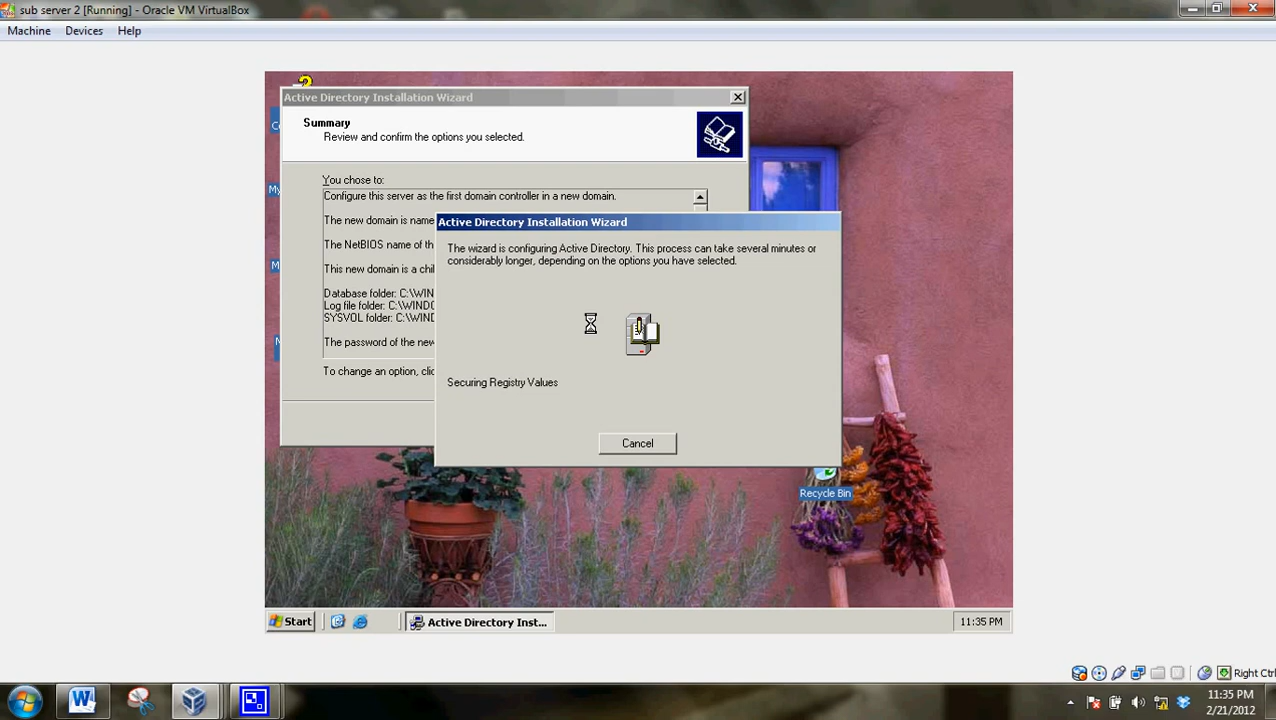 sub server 2 [Running] - Oracle VM VirtualBox
Machine Devices Help
Active Directory Installation Wizard
Summary
Review and confirm the options you selected.
You chose to:
Configure this server as the first domain controller in a new domain.
The new domain is name
The NetBIOS name of th
This new domain is a chil
Database folder: C:\WIN
Log file folder: C:\WINDO
SYSVOL folder: C:\WIND
The password of the new
To change an option, clic
Active Directory Installation Wizard
The wizard is configuring Active Directory. This process can take several minutes or
considerably longer, depending on the options you have selected.
Securing Registry Values
Cancel
Recycle Bin
Start
Active Directory Inst...
11:35 PM
Right Ctrl
11:35 PM
2/21/2012